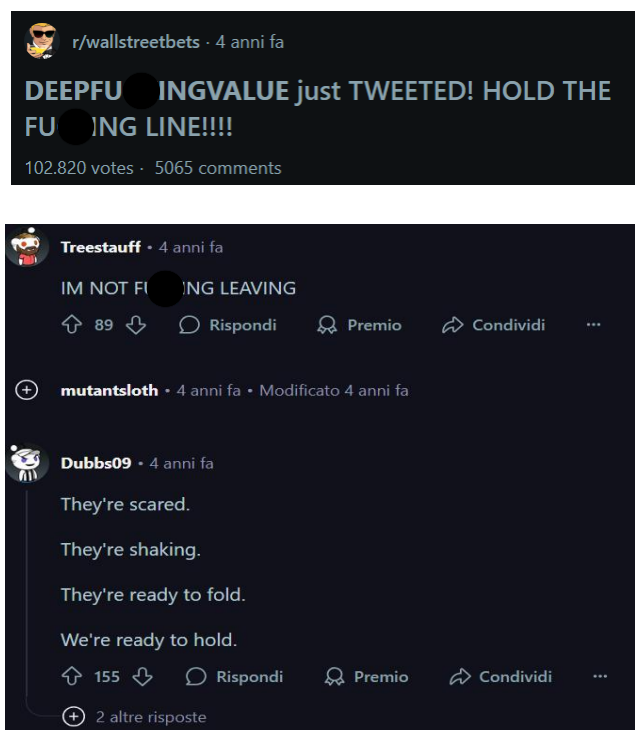 r/wallstreetbets · 4 anni fa
DEEPFU INGVALUE just TWEETED! HOLD THE
FU ING LINE!!!!
102.820 votes · 5065 comments
Treestauff • 4 anni fa
IM NOT FU ING LEAVING
89 Rispondi Premio Condividi ...
mutantsloth • 4 anni fa • Modificato 4 anni fa
Dubbs09 • 4 anni fa
They're scared.
They're shaking.
They're ready to fold.
We're ready to hold.
155 Rispondi Premio Condividi ...
2 altre risposte